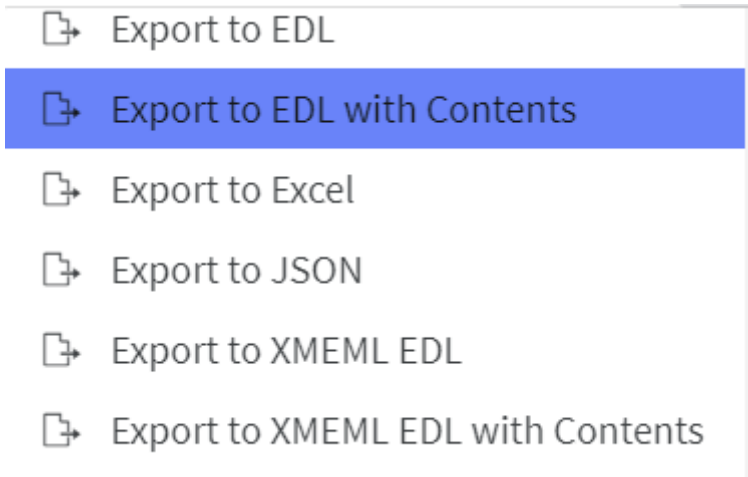 Export to EDL
Export to EDL with Contents
Export to Excel
Export to JSON
Export to XMEML EDL
Export to XMEML EDL with Contents